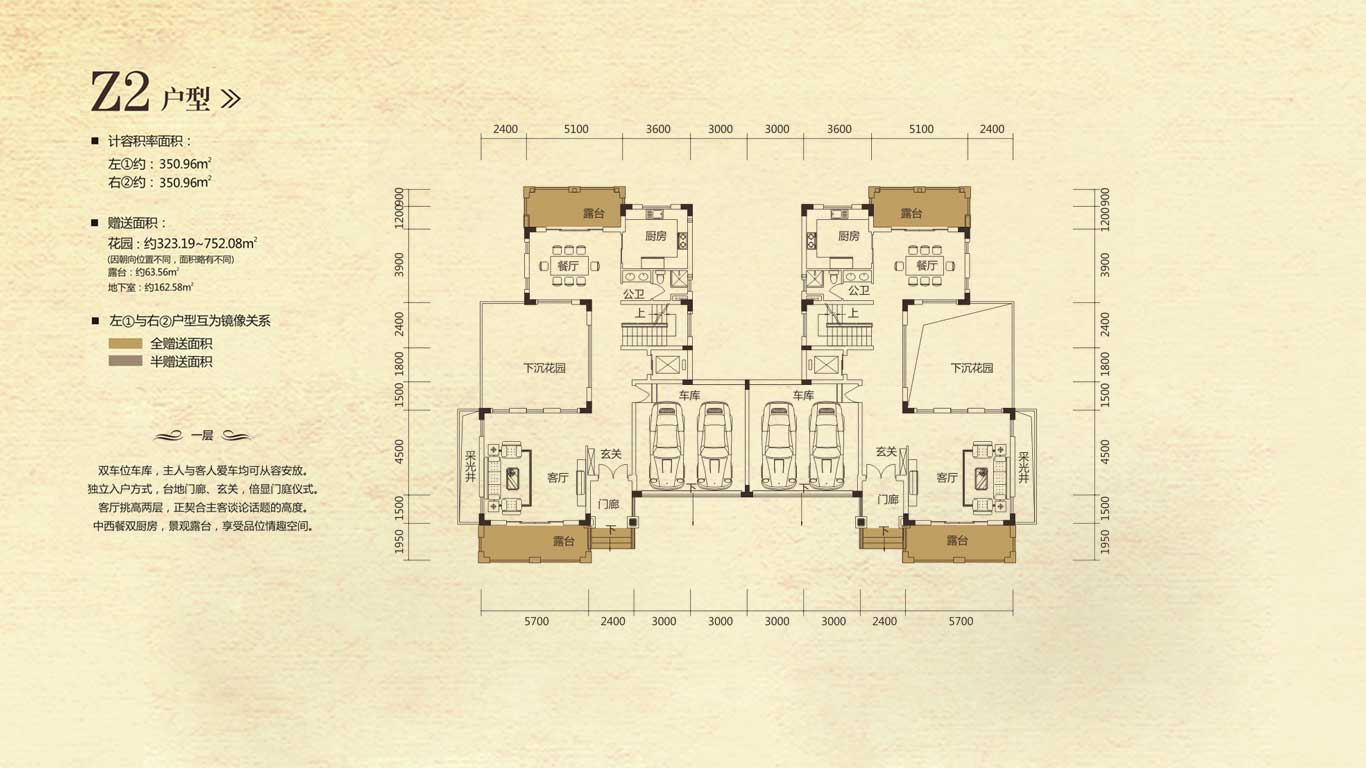 Z2 户型
计容积率面积：
左①约：350.96m²
右②约：350.96m²
赠送面积：
花园：约323.19~752.08m²
(因朝向位置不同，面积略有不同)
露台：约63.56m²
地下室：约162.58m²
左①与右②户型互为镜像关系
全赠送面积
半赠送面积
一层
双车位车库，主人与客人爱车均可从容安放。
独立入户方式，台地门廊、玄关，倍显门庭仪式。
客厅挑高两层，正契合主客谈论话题的高度。
中西餐双厨房，景观露台，享受品位情趣空间。
2400 5100 3600 3000 3000 3600 5100 2400
900
1200
3900
2400
1800
1500
4500
1500
1950
露台
厨房
餐厅
公卫
上
下沉花园
车库
采光井
客厅
玄关
门廊
下
下
露台
露台
厨房
餐厅
公卫
上
下沉花园
车库
玄关
客厅
采光井
门廊
下
下
露台
900
1200
3900
2400
1800
1500
4500
1500
1950
5700 2400 3000 3000 3000 3000 2400 5700